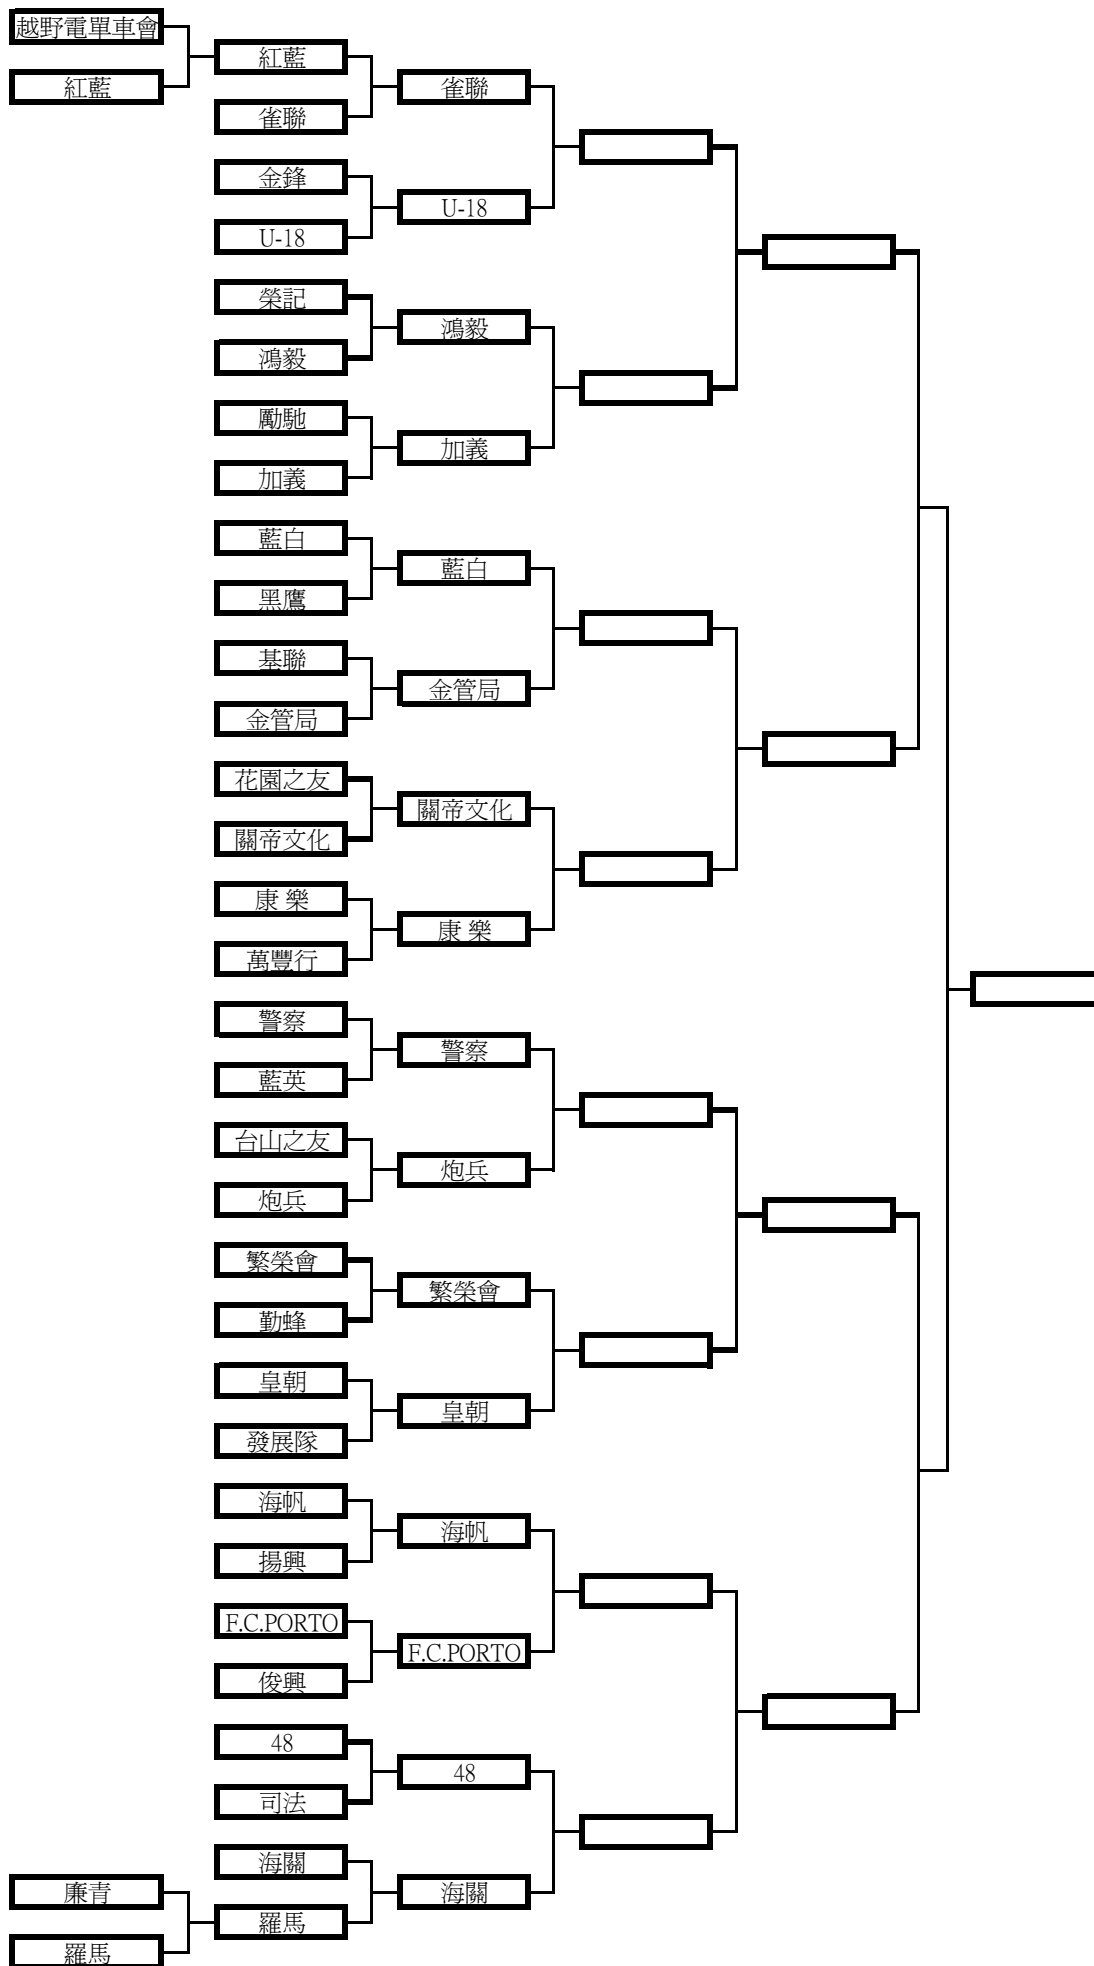 越野電單車會
紅藍
紅藍
雀聯
雀聯
金鋒
U-18
U-18
榮記
鴻毅
鴻毅
勵馳
加義
加義
藍白
藍白
黑鷹
基聯
金管局
金管局
花園之友
關帝文化
關帝文化
康 樂
康 樂
萬豐行
警察
警察
藍英
台山之友
炮兵
炮兵
繁榮會
繁榮會
勤蜂
皇朝
皇朝
發展隊
海帆
海帆
揚興
F.C.PORTO
F.C.PORTO
俊興
48
48
司法
海關
廉青
海關
羅馬
羅馬